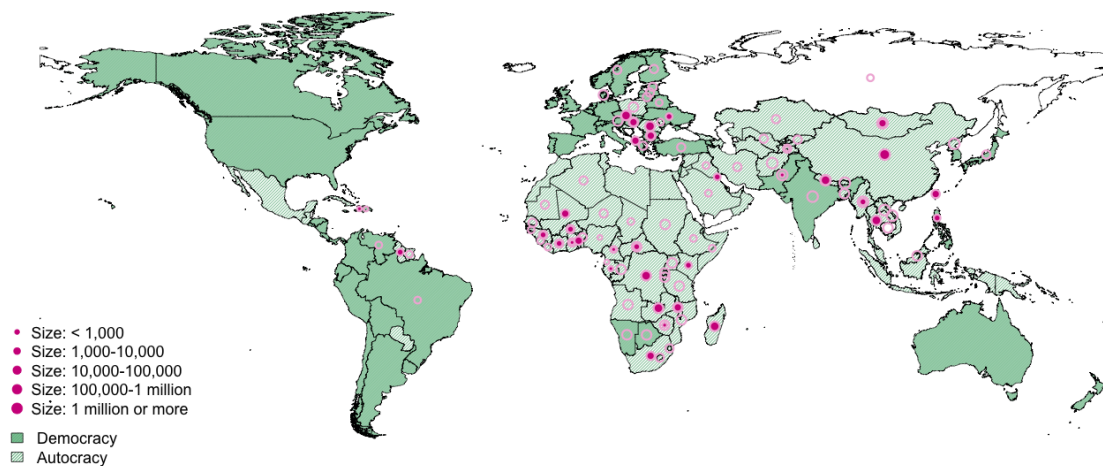 Size: < 1,000
Size: 1,000-10,000
Size: 10,000-100,000
Size: 100,000-1 million
Size: 1 million or more
Democracy
Autocracy